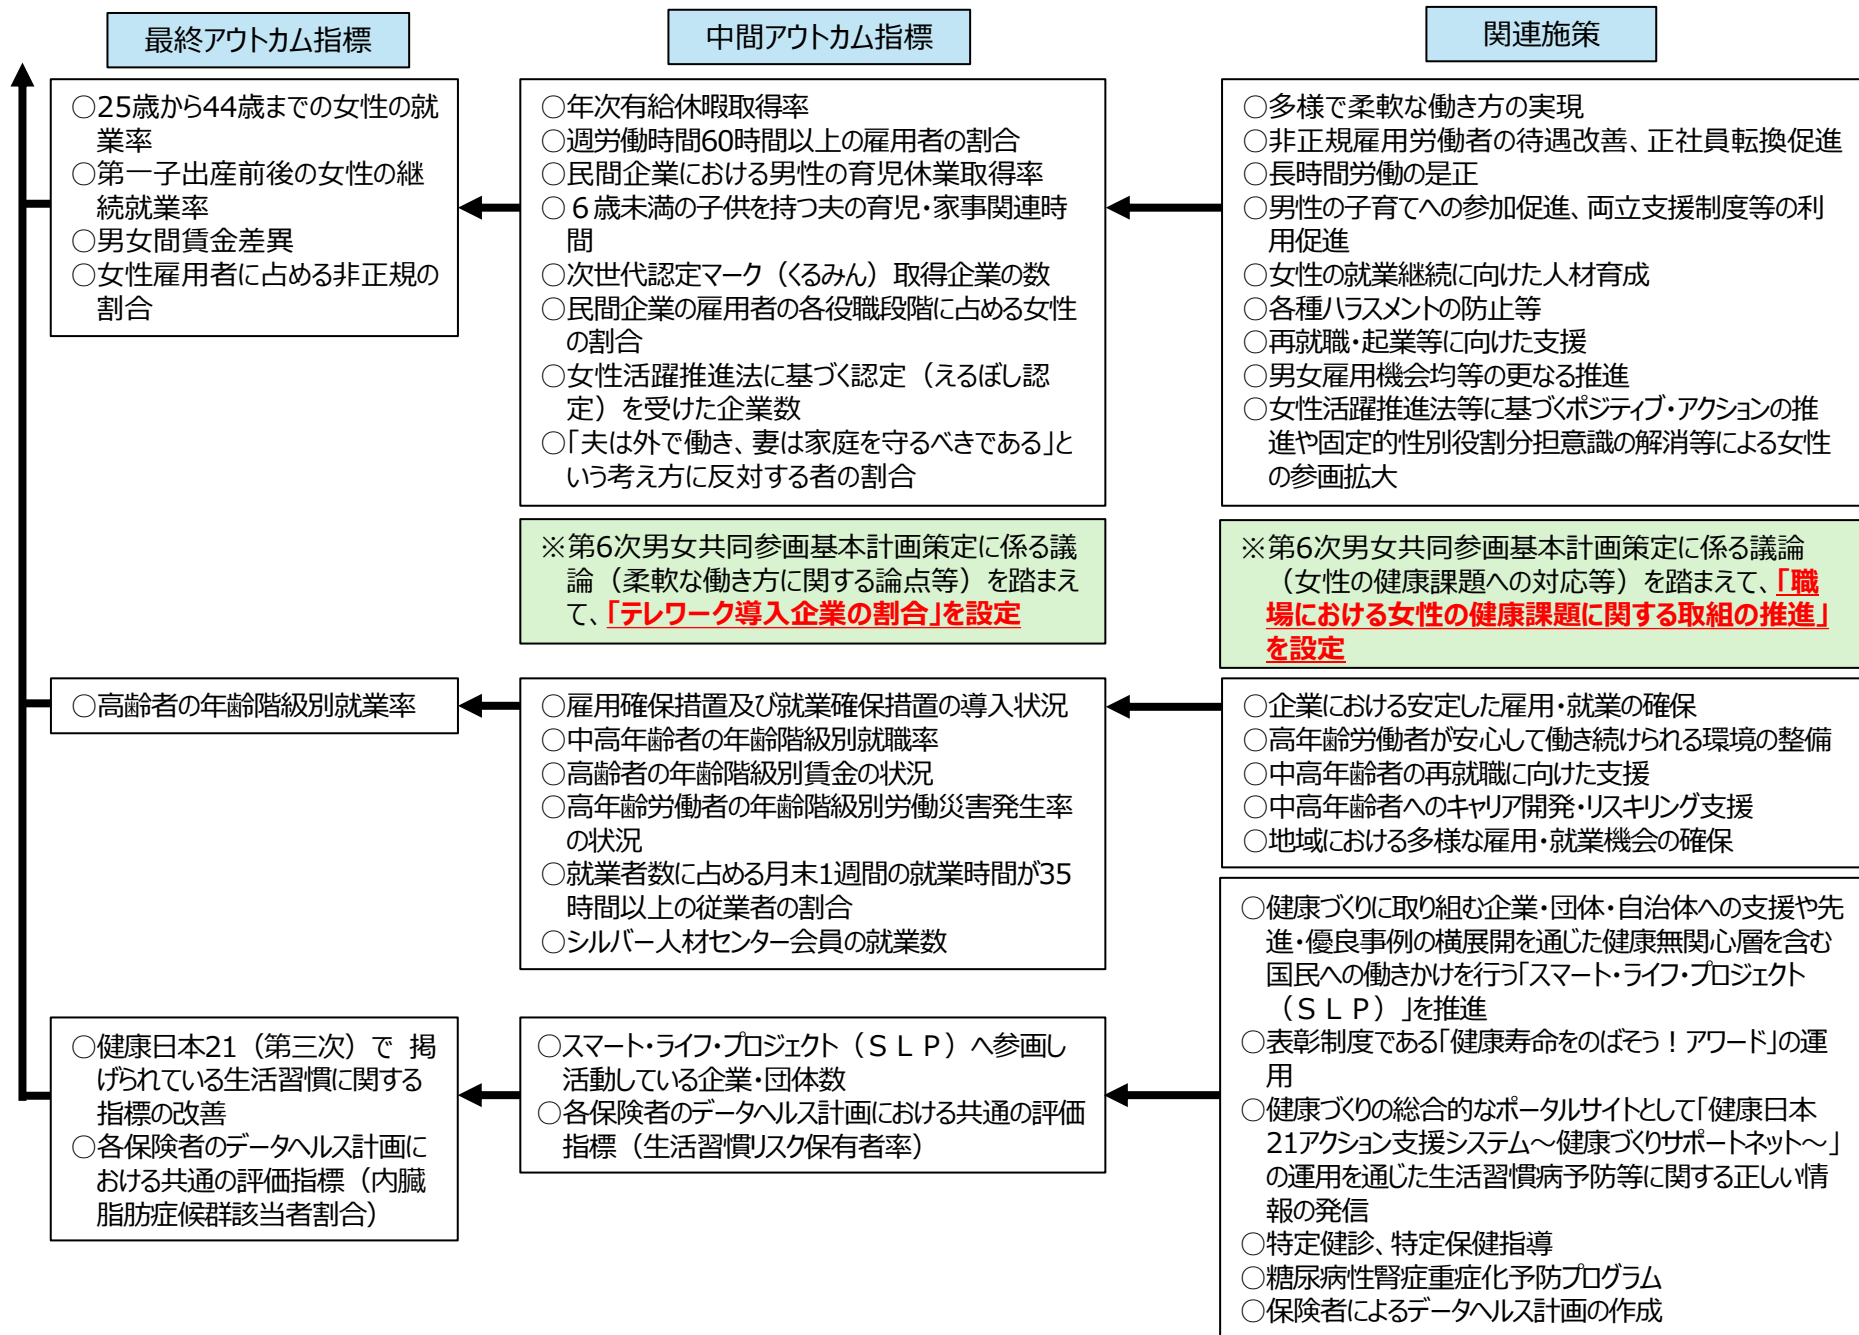 最終アウトカム指標
中間アウトカム指標
関連施策
○25歳から44歳までの女性の就
業率
○第一子出産前後の女性の継
続就業率
○男女間賃金差異
○女性雇用者に占める非正規の
割合
○年次有給休暇取得率
○週労働時間60時間以上の雇用者の割合
○民間企業における男性の育児休業取得率
○６歳未満の子供を持つ夫の育児・家事関連時
間
○次世代認定マーク（くるみん）取得企業の数
○民間企業の雇用者の各役職段階に占める女性
の割合
○女性活躍推進法に基づく認定（えるぼし認
定）を受けた企業数
○「夫は外で働き、妻は家庭を守るべきである」と
いう考え方に反対する者の割合
○多様で柔軟な働き方の実現
○非正規雇用労働者の待遇改善、正社員転換促進
○長時間労働の是正
○男性の子育てへの参加促進、両立支援制度等の利
用促進
○女性の就業継続に向けた人材育成
○各種ハラスメントの防止等
○再就職・起業等に向けた支援
○男女雇用機会均等の更なる推進
○女性活躍推進法等に基づくポジティブ・アクションの推
進や固定的性別役割分担意識の解消等による女性
の参画拡大
※第6次男女共同参画基本計画策定に係る議
論（柔軟な働き方に関する論点等）を踏まえ
て、「テレワーク導入企業の割合」を設定
※第6次男女共同参画基本計画策定に係る議論
（女性の健康課題への対応等）を踏まえて、「職
場における女性の健康課題に関する取組の推進」
を設定
○高齢者の年齢階級別就業率
○雇用確保措置及び就業確保措置の導入状況
○中高年齢者の年齢階級別就職率
○高齢者の年齢階級別賃金の状況
○高年齢労働者の年齢階級別労働災害発生率
の状況
○就業者数に占める月末1週間の就業時間が35
時間以上の従業者の割合
○シルバー人材センター会員の就業数
○企業における安定した雇用・就業の確保
○高年齢労働者が安心して働き続けられる環境の整備
○中高年齢者の再就職に向けた支援
○中高年齢者へのキャリア開発・リスキリング支援
○地域における多様な雇用・就業機会の確保
○健康日本21（第三次）で 掲
げられている生活習慣に関する
指標の改善
○各保険者のデータヘルス計画に
おける共通の評価指標（内臓
脂肪症候群該当者割合）
○スマート・ライフ・プロジェクト（ＳＬＰ）へ参画し
活動している企業・団体数
○各保険者のデータヘルス計画における共通の評価
指標（生活習慣リスク保有者率）
○健康づくりに取り組む企業・団体・自治体への支援や先
進・優良事例の横展開を通じた健康無関心層を含む
国民への働きかけを行う「スマート・ライフ・プロジェクト
（ＳＬＰ）」を推進
○表彰制度である「健康寿命をのばそう！アワード」の運
用
○健康づくりの総合的なポータルサイトとして「健康日本
21アクション支援システム～健康づくりサポートネット～」
の運用を通じた生活習慣病予防等に関する正しい情
報の発信
○特定健診、特定保健指導
○糖尿病性腎症重症化予防プログラム
○保険者によるデータヘルス計画の作成